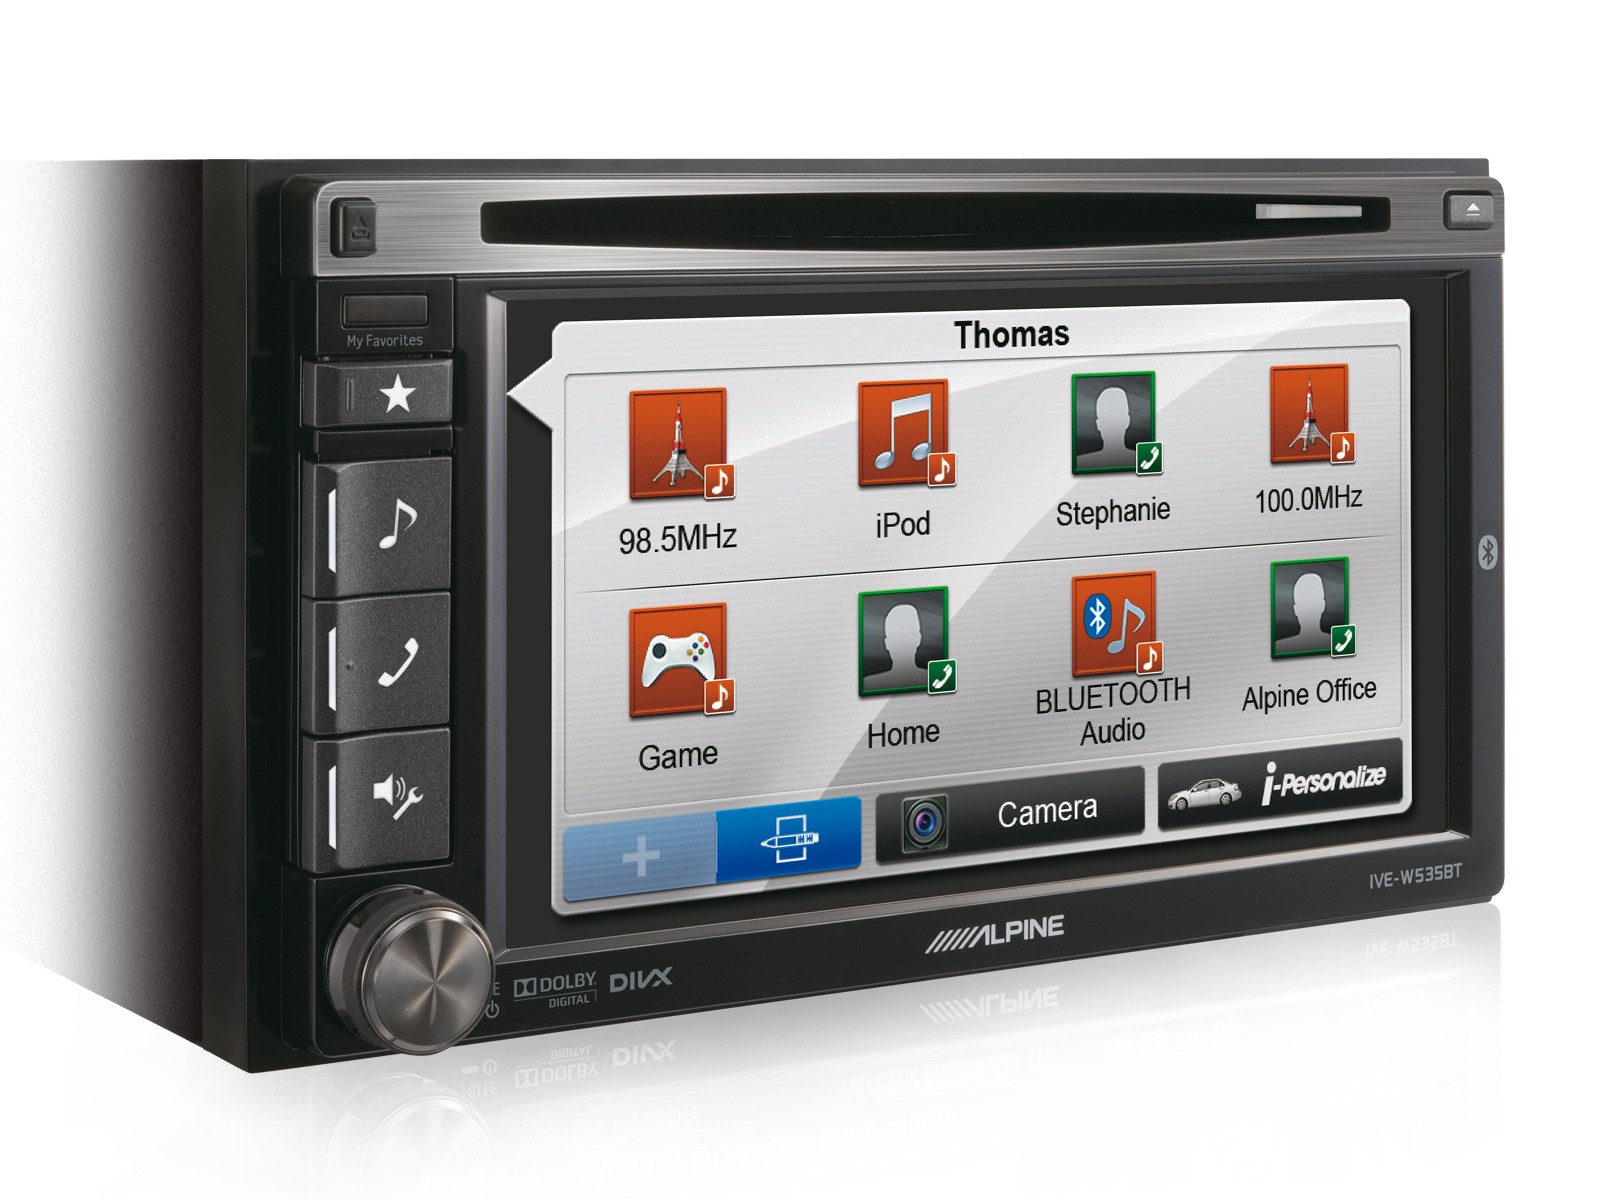 My Favorites
Thomas
98.5MHz
iPod
Stephanie
100.0MHz
Game
Home
BLUETOOTH
Audio
Alpine Office
Camera
i-Personalize
IVE-W535BT
ALPINE
DOLBY
DIGITAL
DIVX